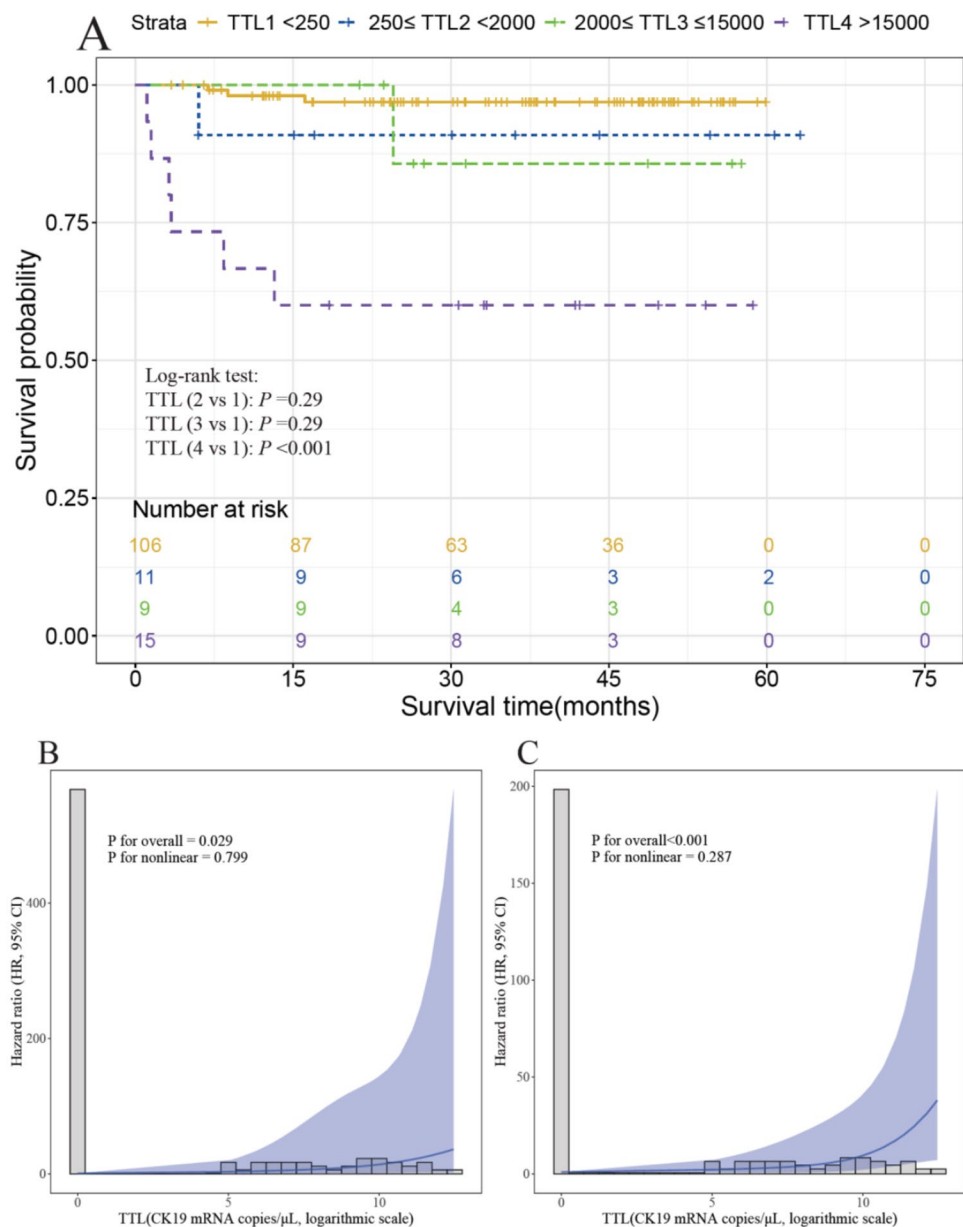 A
Strata TTL1 <250 250≤ TTL2 <2000 2000≤ TTL3 ≤15000 TTL4 >15000
1.00
0.75
0.50
0.25
0.00
Survival probability
Log-rank test:
TTL (2 vs 1): P =0.29
TTL (3 vs 1): P =0.29
TTL (4 vs 1): P <0.001
Number at risk
106 87 63 36 0 0
11 9 6 3 2 0
9 9 4 3 0 0
15 9 8 3 0 0
0 15 30 45 60 75
Survival time(months)
B
P for overall = 0.029
P for nonlinear = 0.799
400
200
0
Hazard ratio (HR, 95% CI)
0 5 10
TTL(CK19 mRNA copies/μL, logarithmic scale)
C
P for overall<0.001
P for nonlinear = 0.287
200
150
100
50
0
Hazard ratio (HR, 95% CI)
0 5 10
TTL(CK19 mRNA copies/μL, logarithmic scale)